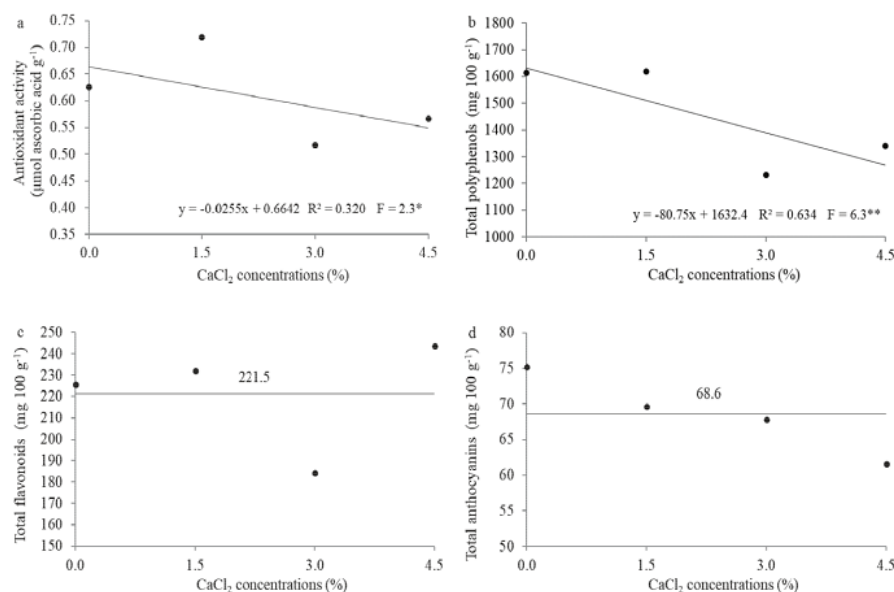 a
Antioxidant activity
(µmol ascorbic acid g⁻¹)
0.75
0.70
0.65
0.60
0.55
0.50
0.45
0.40
0.35
y = -0.0255x + 0.6642 R² = 0.320 F = 2.3*
0.0 1.5 3.0 4.5
CaCl₂ concentrations (%)
b
Total polyphenols (mg 100 g⁻¹)
1800
1700
1600
1500
1400
1300
1200
1100
1000
y = -80.75x + 1632.4 R² = 0.634 F = 6.3**
0.0 1.5 3.0 4.5
CaCl₂ concentrations (%)
c
Total flavonoids (mg 100 g⁻¹)
250
240
230
220
210
200
190
180
170
160
150
221.5
0.0 1.5 3.0 4.5
CaCl₂ concentrations (%)
d
Total anthocyanins (mg 100 g⁻¹)
80
75
70
65
60
55
50
68.6
0.0 1.5 3.0 4.5
CaCl₂ concentrations (%)